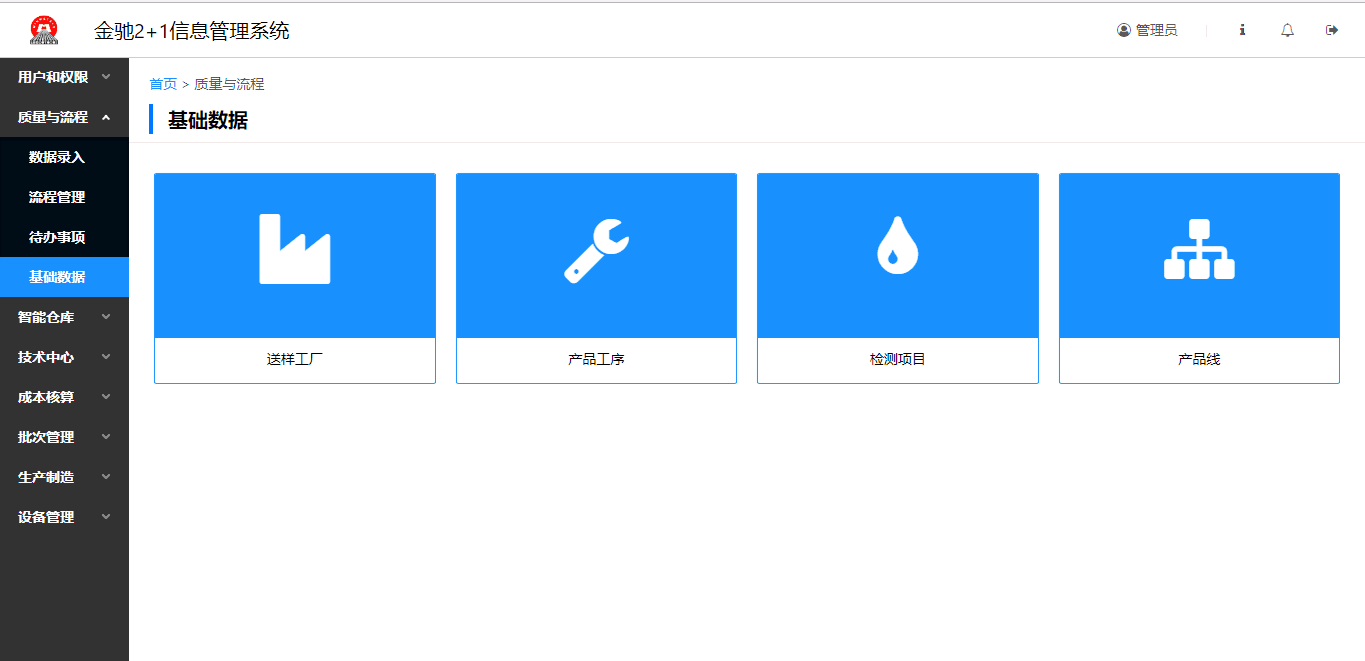 金驰2+1信息管理系统
管理员
用户和权限
质量与流程
数据录入
流程管理
待办事项
基础数据
智能仓库
技术中心
成本核算
批次管理
生产制造
设备管理
首页 > 质量与流程
基础数据
送样工厂
产品工序
检测项目
产品线